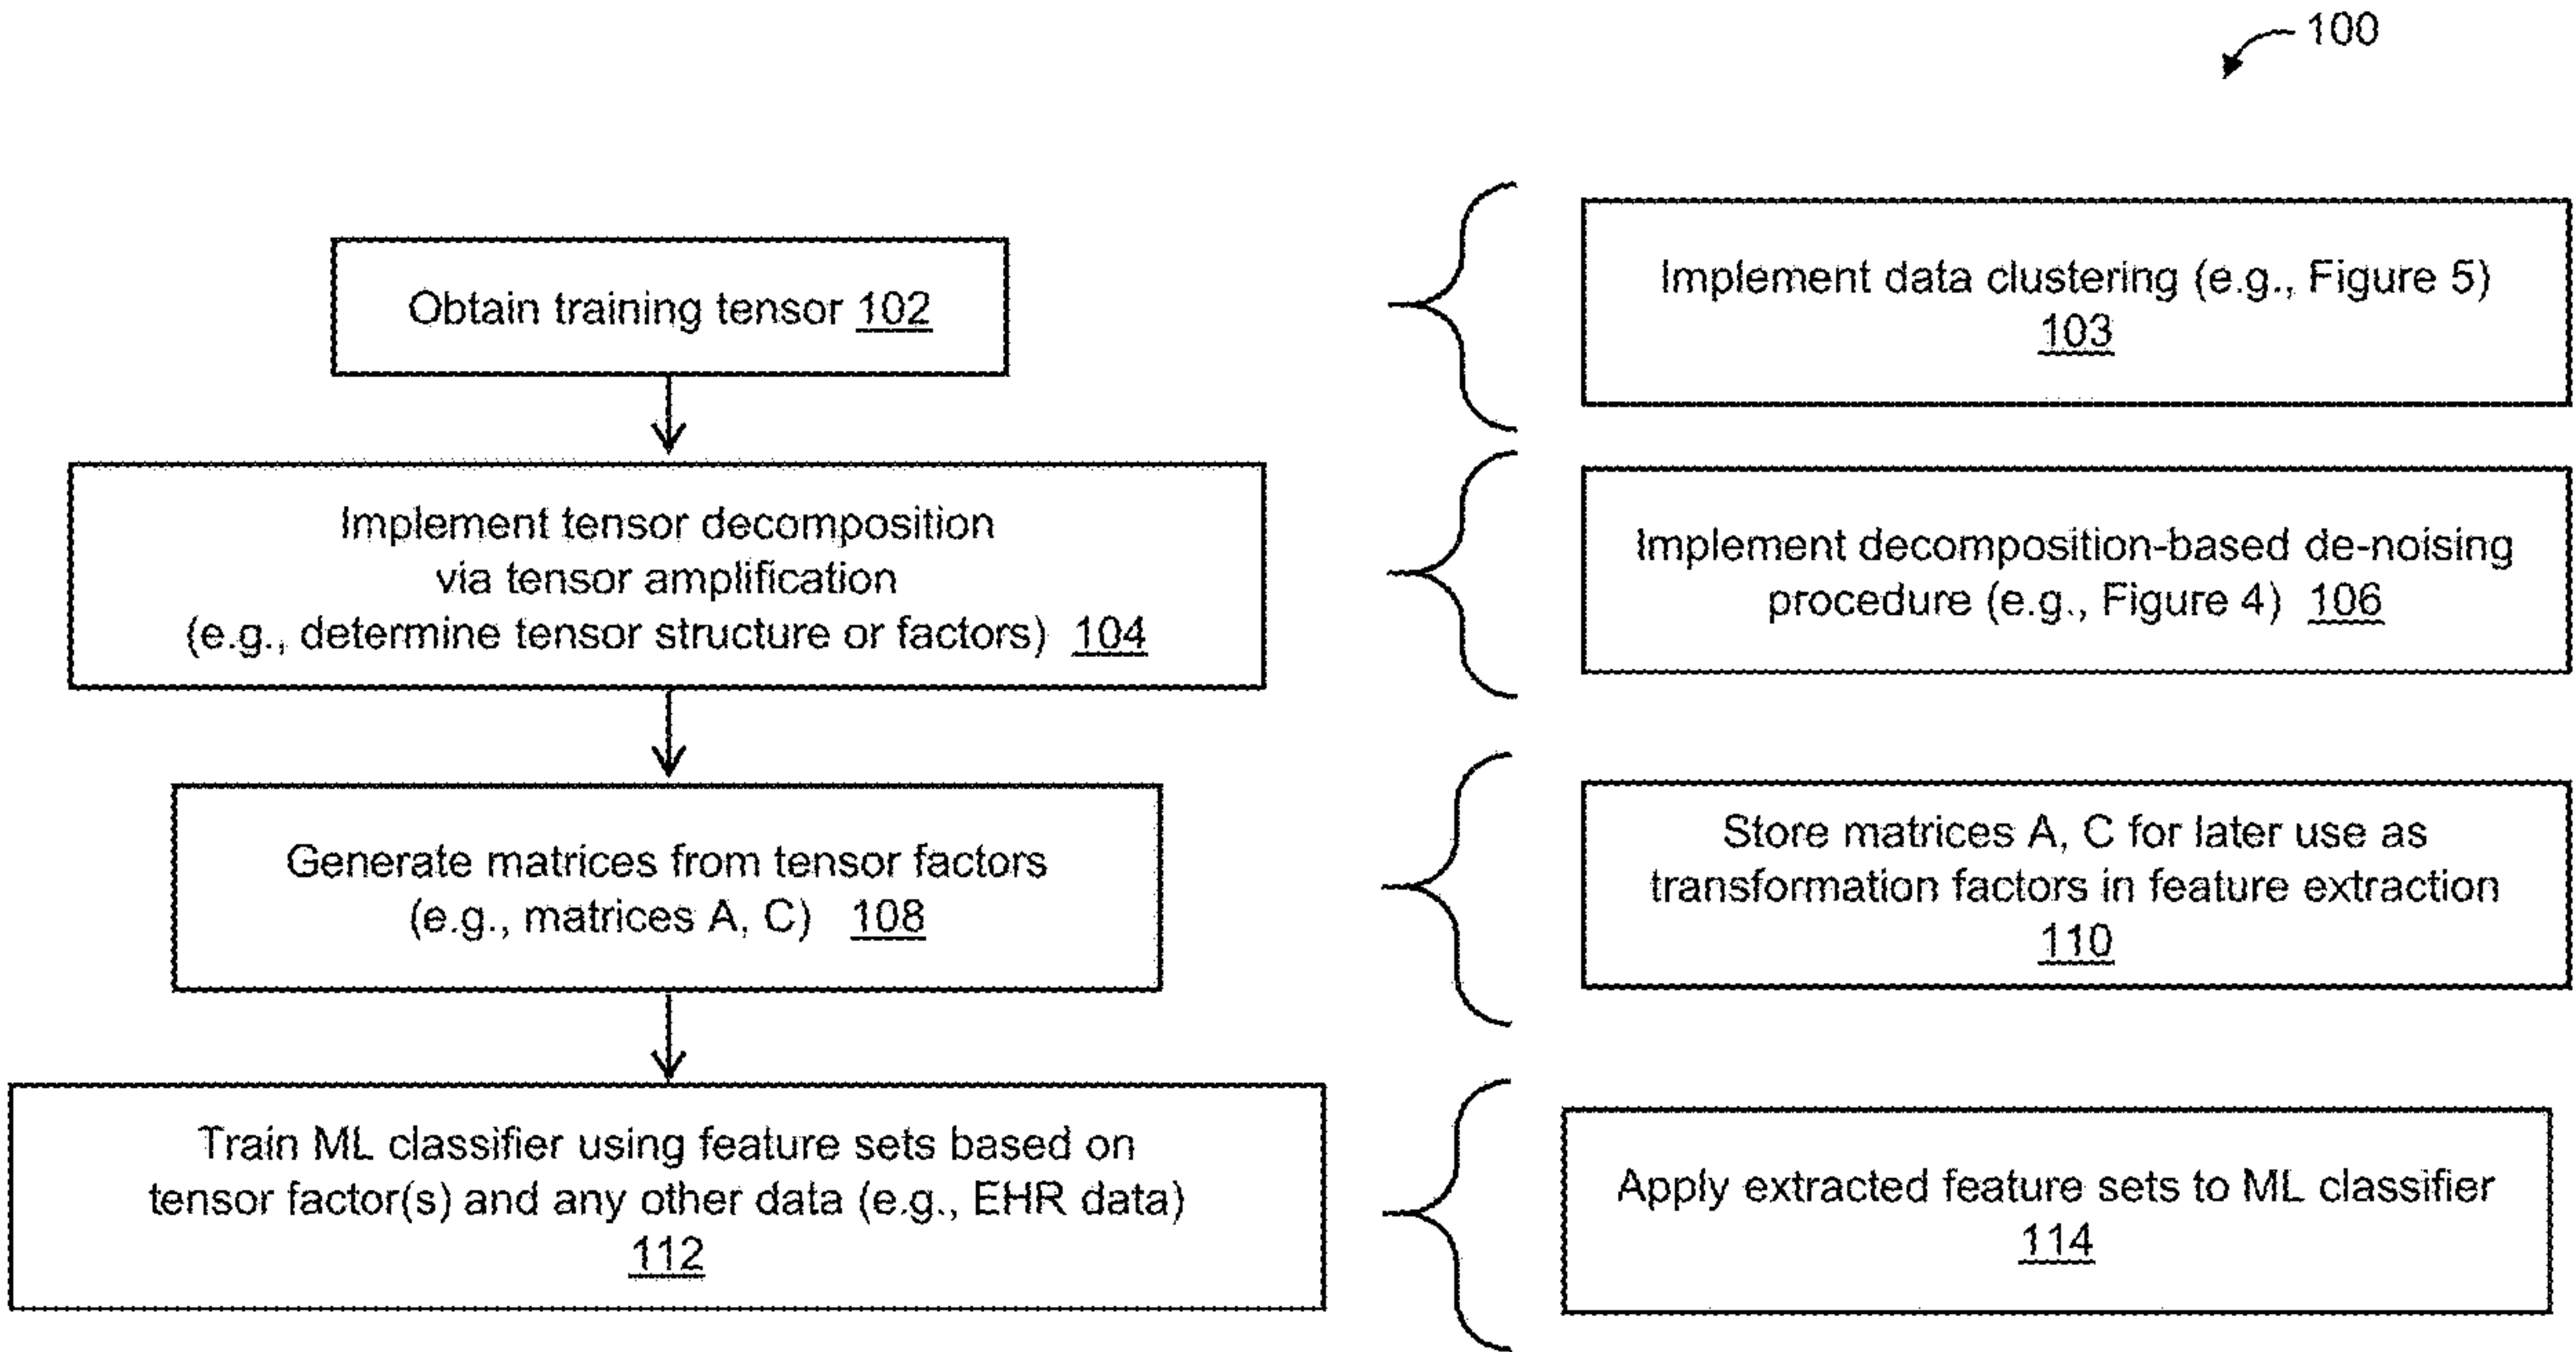 100
Obtain training tensor 102
Implement data clustering (e.g., Figure 5)
103
Implement tensor decomposition
via tensor amplification
(e.g., determine tensor structure or factors) 104
Implement decomposition-based de-noising
procedure (e.g., Figure 4) 106
Generate matrices from tensor factors
(e.g., matrices A, C) 108
Store matrices A, C for later use as
transformation factors in feature extraction
110
Train ML classifier using feature sets based on
tensor factor(s) and any other data (e.g., EHR data)
112
Apply extracted feature sets to ML classifier
114